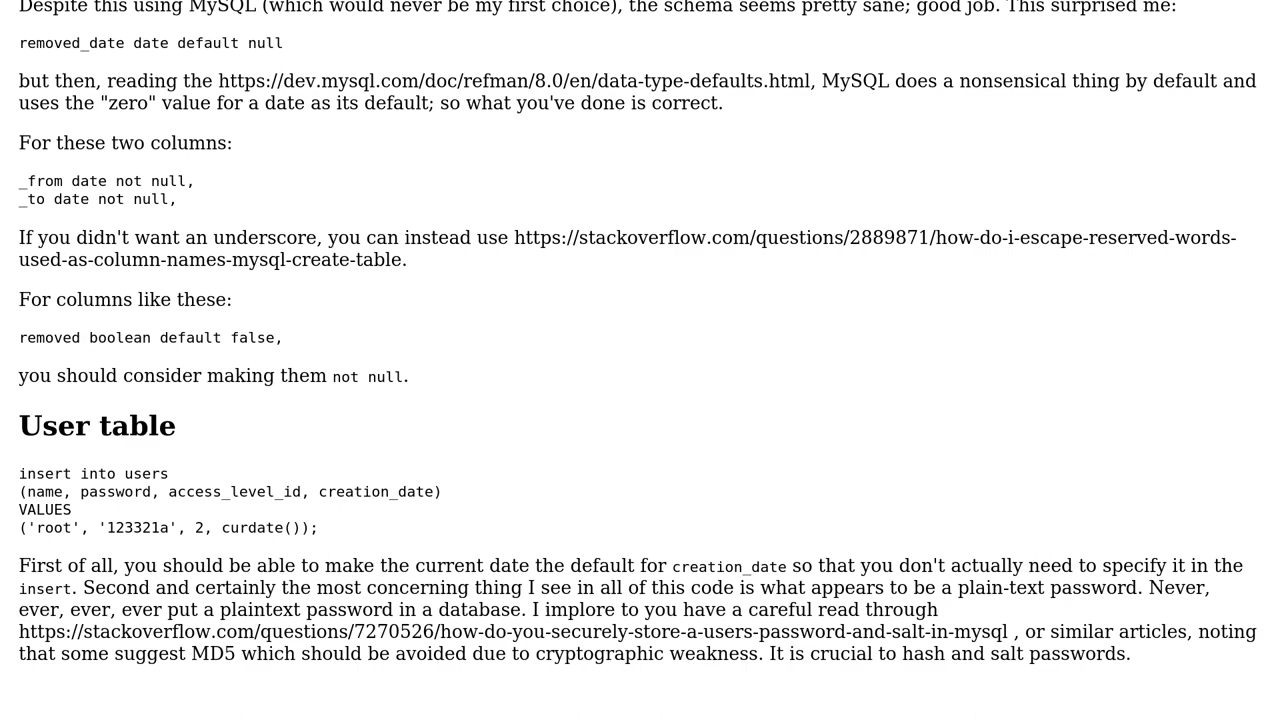 Despite this using MySQL (which would never be my first choice), the schema seems pretty sane; good job. This surprised me:
removed_date date default null
but then, reading the https://dev.mysql.com/doc/refman/8.0/en/data-type-defaults.html, MySQL does a nonsensical thing by default and
uses the "zero" value for a date as its default; so what you've done is correct.
For these two columns:
_from date not null,
_to date not null,
If you didn't want an underscore, you can instead use https://stackoverflow.com/questions/2889871/how-do-i-escape-reserved-words-
used-as-column-names-mysql-create-table.
For columns like these:
removed boolean default false,
you should consider making them not null.
User table
insert into users
(name, password, access_level_id, creation_date)
VALUES
('root', '123321a', 2, curdate());
First of all, you should be able to make the current date the default for creation_date so that you don't actually need to specify it in the
insert. Second and certainly the most concerning thing I see in all of this code is what appears to be a plain-text password. Never,
ever, ever, ever put a plaintext password in a database. I implore to you have a careful read through
https://stackoverflow.com/questions/7270526/how-do-you-securely-store-a-users-password-and-salt-in-mysql , or similar articles, noting
that some suggest MD5 which should be avoided due to cryptographic weakness. It is crucial to hash and salt passwords.